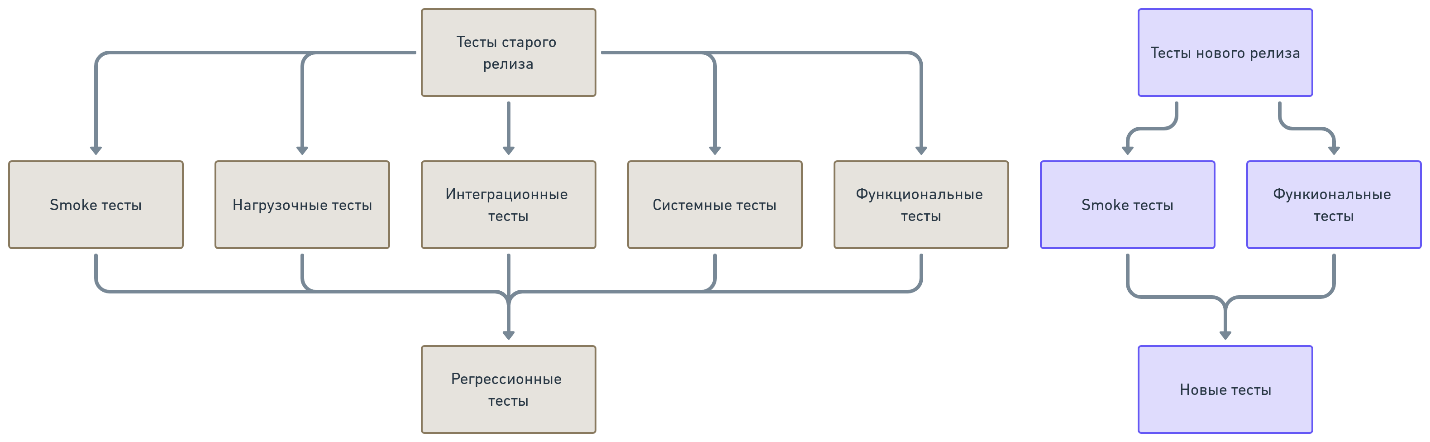 Тесты старого
релиза
Тесты нового релиза
Smoke тесты
Нагрузочные тесты
Интеграционные
тесты
Системные тесты
Функциональные
тесты
Smoke тесты
Функиональные
тесты
Регрессионные
тесты
Новые тесты